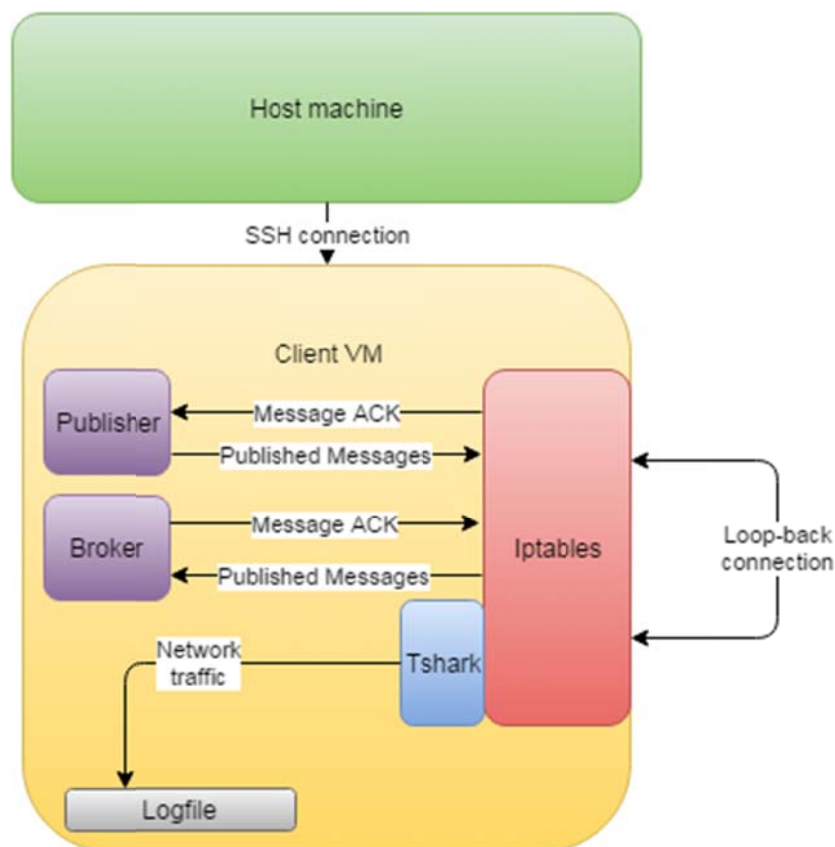 Host machine
SSH connection
Client VM
Publisher
Message ACK
Published Messages
Broker
Message ACK
Published Messages
Iptables
Loop-back
connection
Tshark
Network
traffic
Logfile